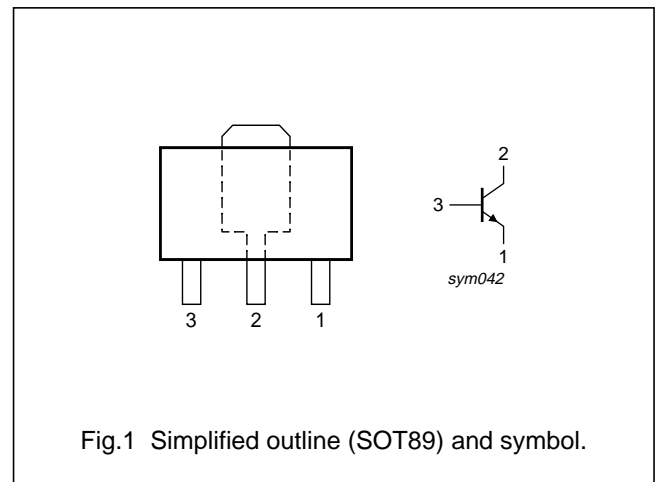 2
3
1
sym042
3 2 1
Fig.1 Simplified outline (SOT89) and symbol.